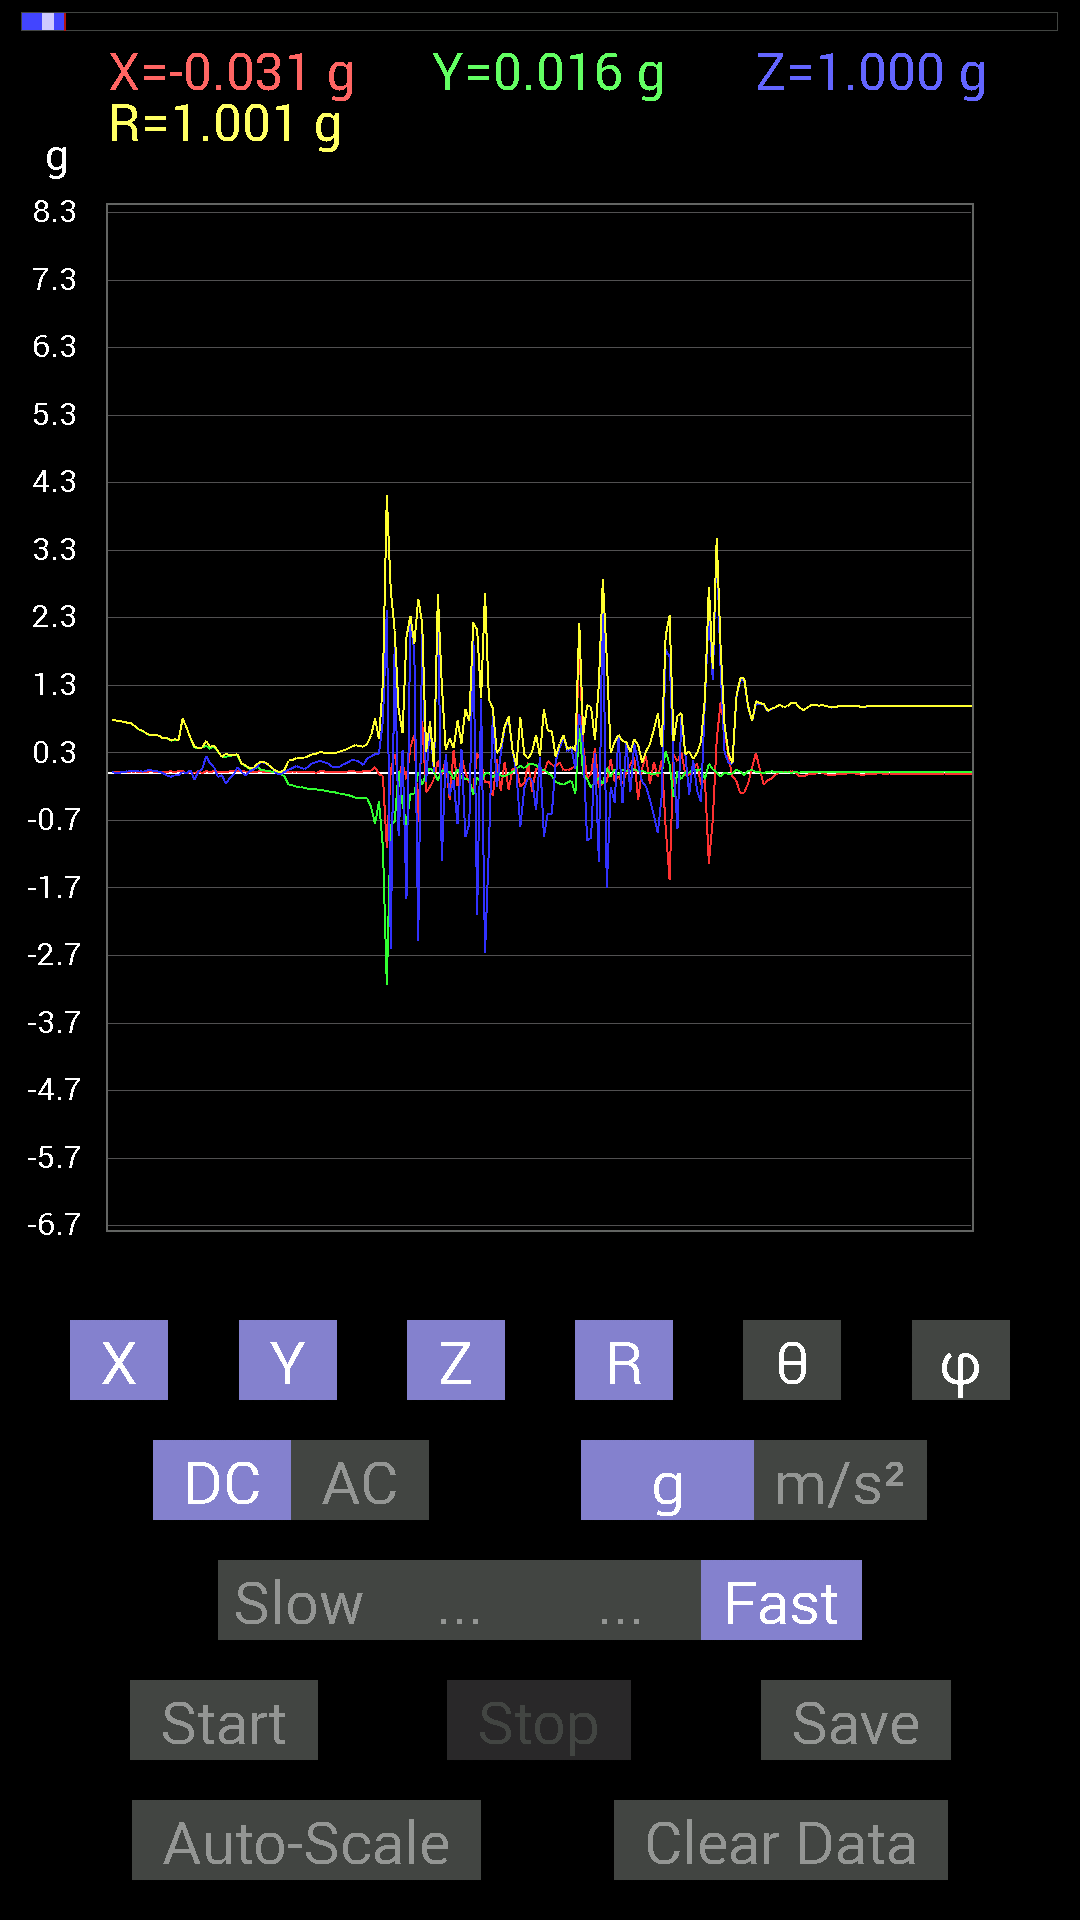 X=-0.031 g Y=0.016 g Z=1.000 g
R=1.001 g
g
8.3
7.3
6.3
5.3
4.3
3.3
2.3
1.3
0.3
-0.7
-1.7
-2.7
-3.7
-4.7
-5.7
-6.7
X Y Z R θ φ
DC AC g m/s²
Slow ... ... Fast
Start Stop Save
Auto-Scale Clear Data